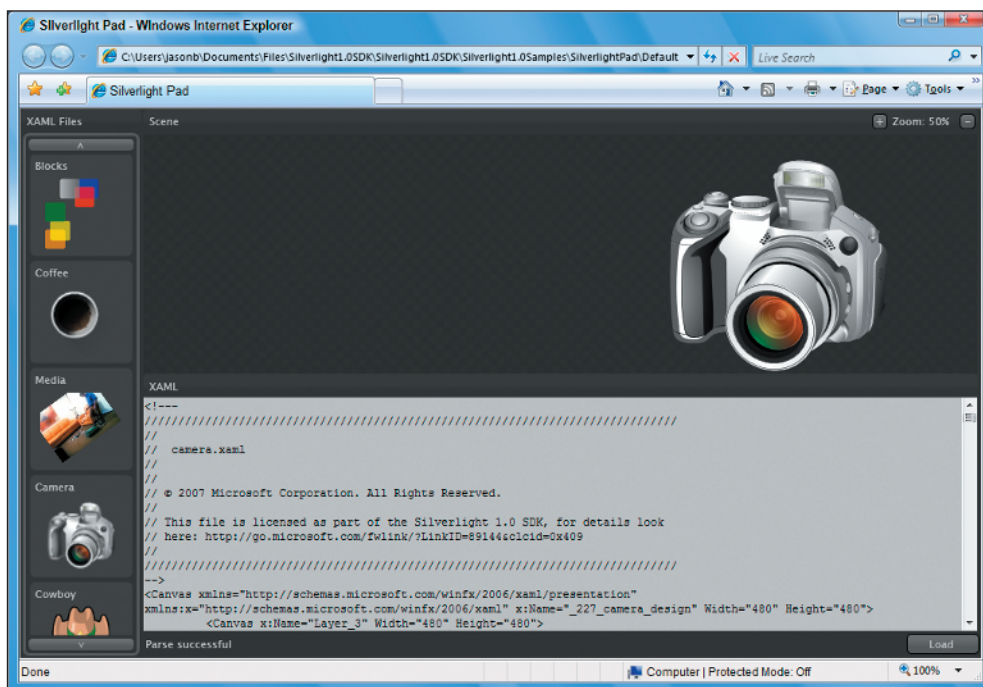 Silverlight Pad - Windows Internet Explorer
C:\Users\jasonb\Documents\Files\Silverlight1.0SDK\Silverlight1.0SDK\Silverlight1.0Samples\SilverlightPad\Default
Live Search
Silverlight Pad
Page
Tools
XAML Files
Scene
Zoom: 50%
Blocks
Coffee
Media
Camera
Cowboy
XAML
<!---
///////////////////////////////////////////////////////////////////////////////
//
//  camera.xaml
//
//
// © 2007 Microsoft Corporation. All Rights Reserved.
//
// This file is licensed as part of the Silverlight 1.0 SDK, for details look
// here: http://go.microsoft.com/fwlink/?LinkID=89144&clcid=0x409
//
///////////////////////////////////////////////////////////////////////////////
-->
<Canvas xmlns="http://schemas.microsoft.com/winfx/2006/xaml/presentation"
xmlns:x="http://schemas.microsoft.com/winfx/2006/xaml" x:Name="_227_camera_design" Width="480" Height="480">
<Canvas x:Name="Layer_3" Width="480" Height="480">
Parse successful
Load
Done
Computer | Protected Mode: Off
100%